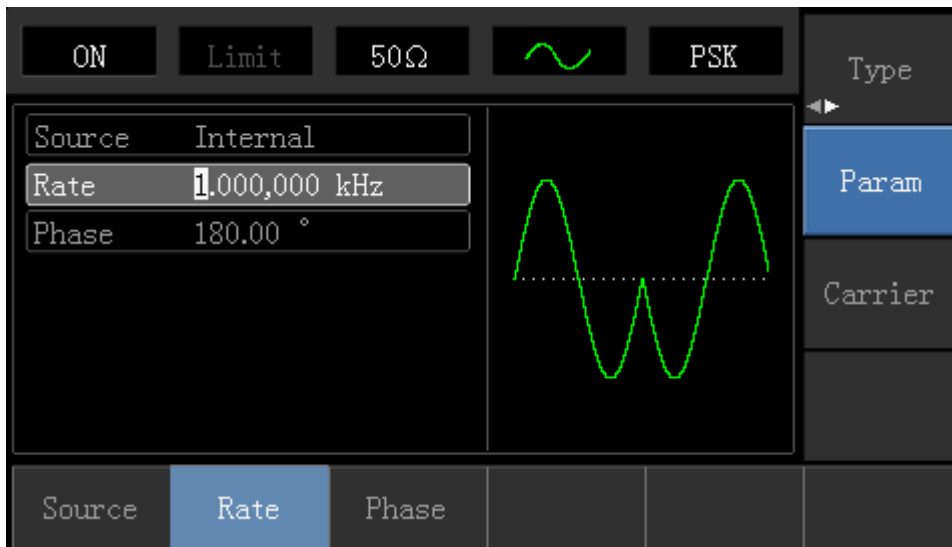 ON Limit 50Ω PSK
Type
Source Internal
Rate 1.000,000 kHz
Phase 180.00 °
Param
Carrier
Source Rate Phase